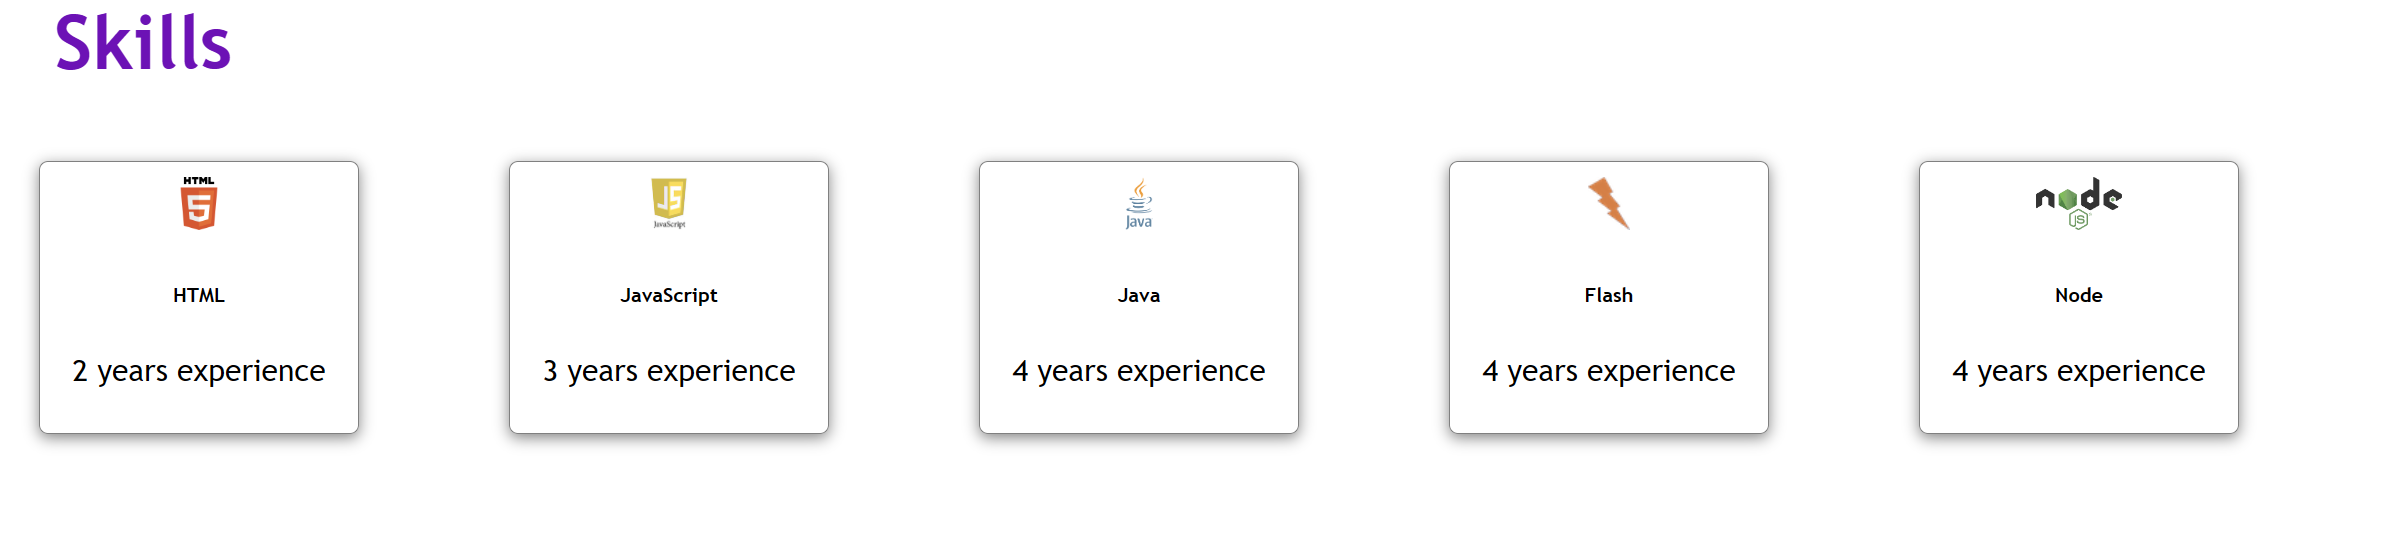 Skills
HTML
5
HTML
2 years experience
JS
JavaScript
JavaScript
3 years experience
Java
Java
4 years experience
Flash
4 years experience
node
JS
Node
4 years experience